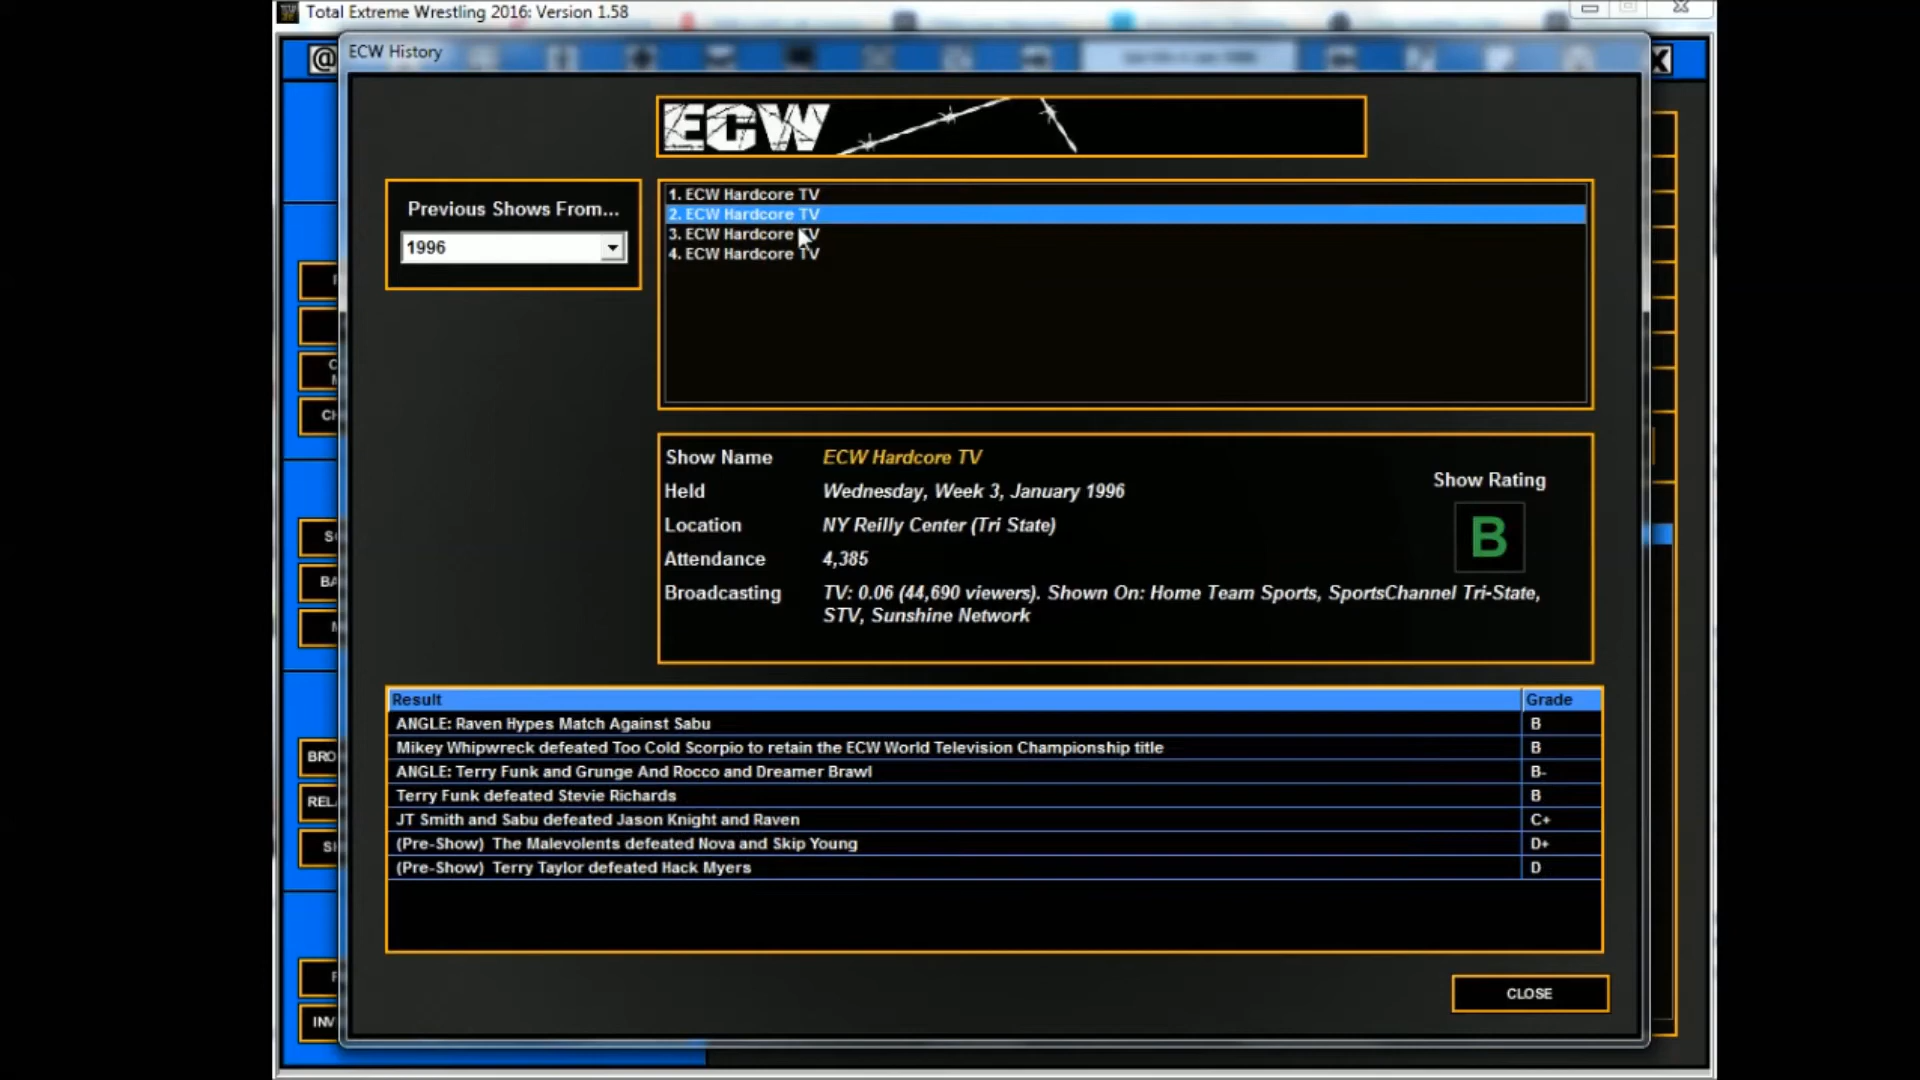 Total Extreme Wrestling 2016: Version 1.58
ECW History
@
X
ECW
Previous Shows From...
1996
1. ECW Hardcore TV
2. ECW Hardcore TV
3. ECW Hardcore TV
4. ECW Hardcore TV
Show Name ECW Hardcore TV
Held Wednesday, Week 3, January 1996
Location NY Reilly Center (Tri State)
Attendance 4,385
Broadcasting TV: 0.06 (44,690 viewers). Shown On: Home Team Sports, SportsChannel Tri-State,
STV, Sunshine Network
Show Rating
B
Result Grade
ANGLE: Raven Hypes Match Against Sabu B
Mikey Whipwreck defeated Too Cold Scorpio to retain the ECW World Television Championship title B
ANGLE: Terry Funk and Grunge And Rocco and Dreamer Brawl B-
Terry Funk defeated Stevie Richards B
JT Smith and Sabu defeated Jason Knight and Raven C+
(Pre-Show) The Malevolents defeated Nova and Skip Young D+
(Pre-Show) Terry Taylor defeated Hack Myers D
CLOSE